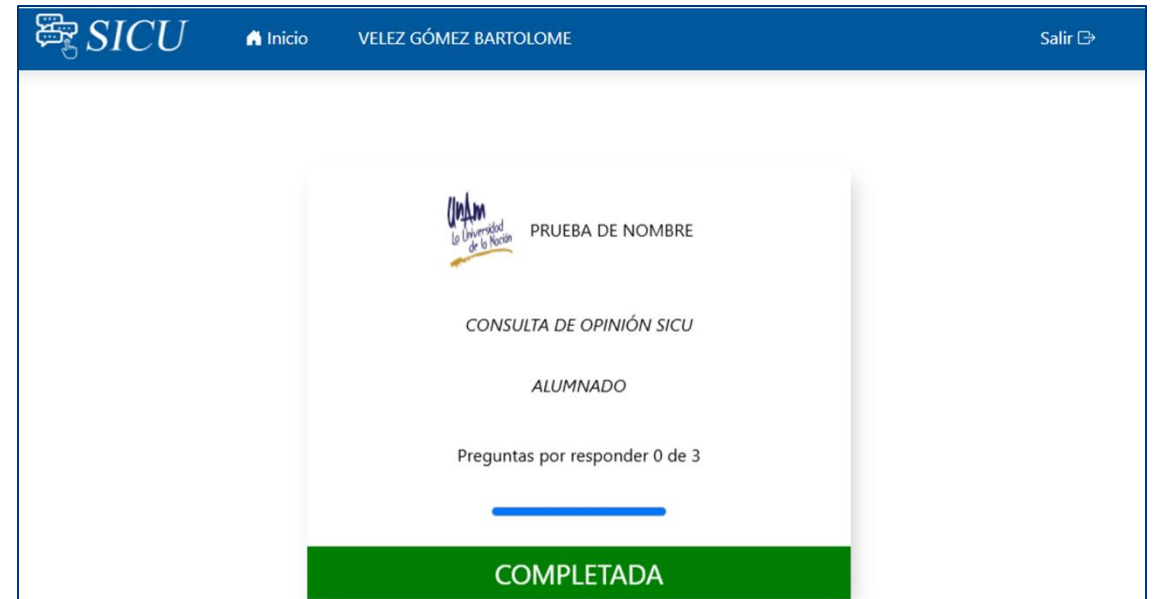 SICU
Inicio
VELEZ GÓMEZ BARTOLOME
Salir
UnAm
La Universidad
de la Nación
PRUEBA DE NOMBRE
CONSULTA DE OPINIÓN SICU
ALUMNADO
Preguntas por responder 0 de 3
COMPLETADA